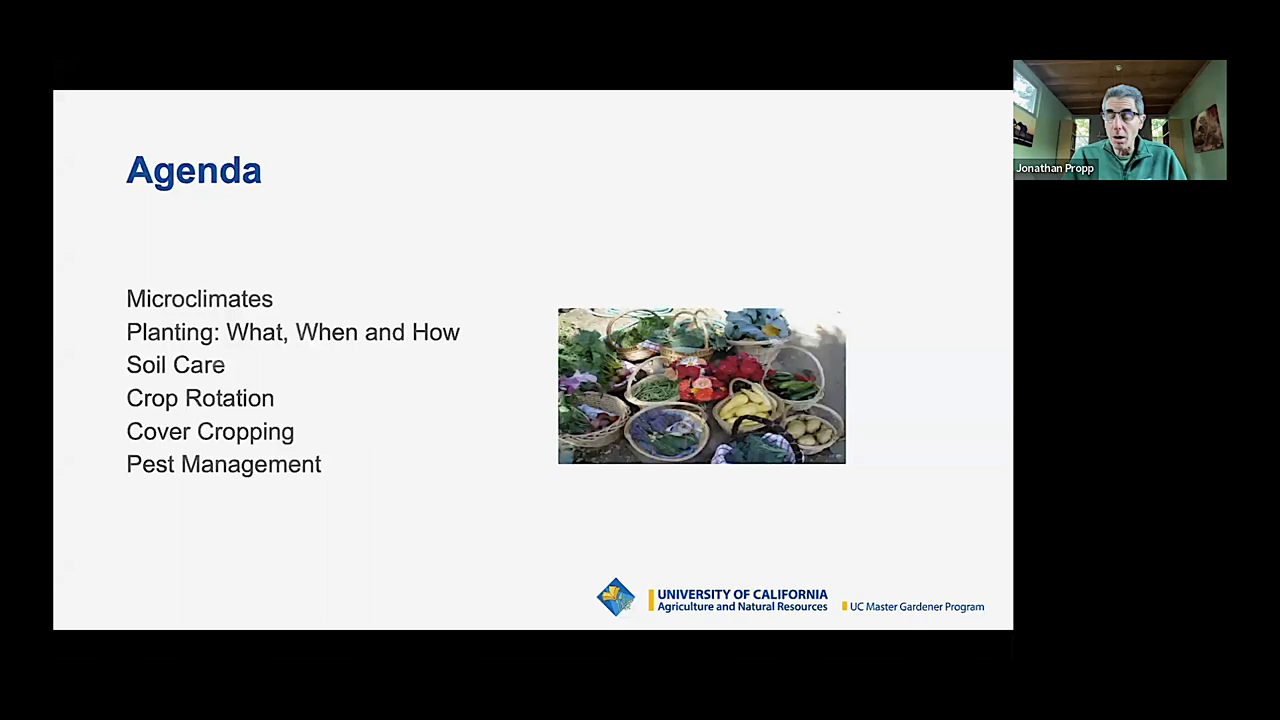 Agenda
Microclimates
Planting: What, When and How
Soil Care
Crop Rotation
Cover Cropping
Pest Management
UNIVERSITY OF CALIFORNIA
Agriculture and Natural Resources
UC Master Gardener Program
Jonathan Propp